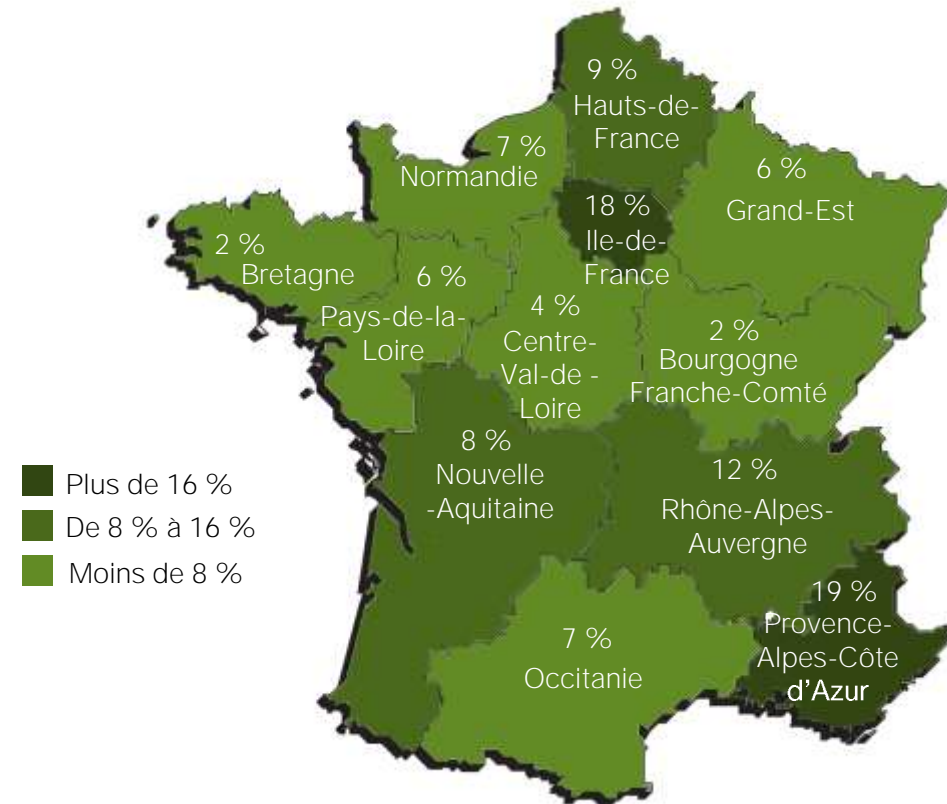 9 %
Hauts-de-
France
7 %
Normandie
6 %
Grand-Est
18 %
Ile-de-
France
2 %
Bretagne
6 %
Pays-de-la-
Loire
4 %
Centre-
Val-de -
Loire
2 %
Bourgogne
Franche-Comté
8 %
Nouvelle
-Aquitaine
12 %
Rhône-Alpes-
Auvergne
19 %
Provence-
Alpes-Côte
d'Azur
7 %
Occitanie
Plus de 16 %
De 8 % à 16 %
Moins de 8 %